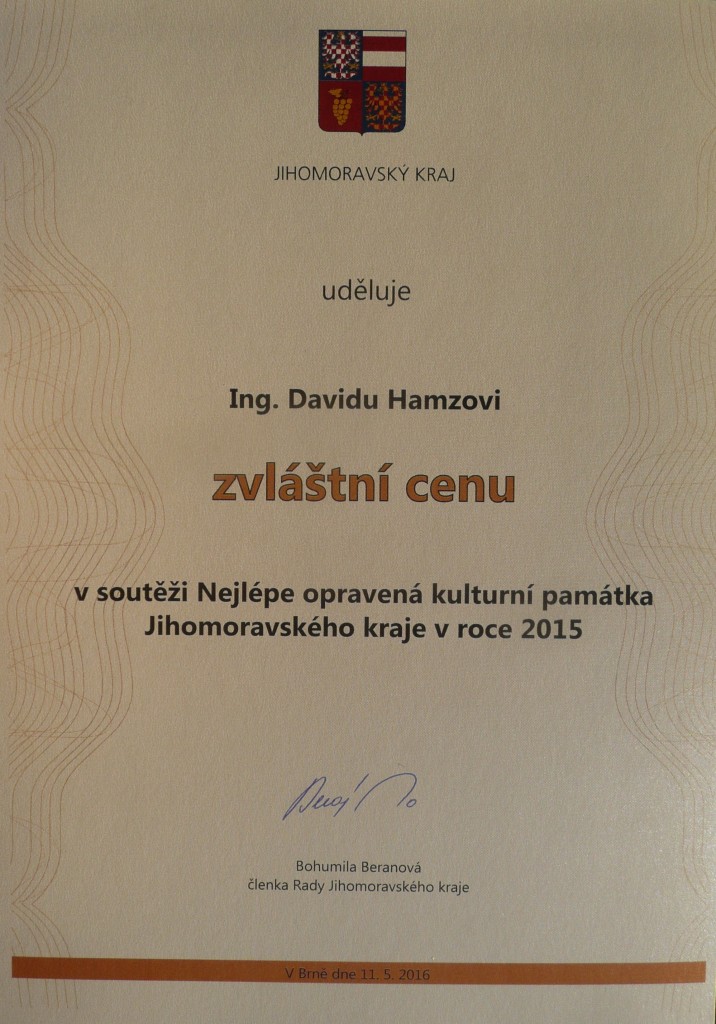 JIHOMORAVSKÝ KRAJ
uděluje
Ing. Davidu Hamzovi
zvláštní cenu
v soutěži Nejlépe opravená kulturní památka
Jihomoravského kraje v roce 2015
Bohumila Beranová
členka Rady Jihomoravského kraje
V Brně dne 11. 5. 2016